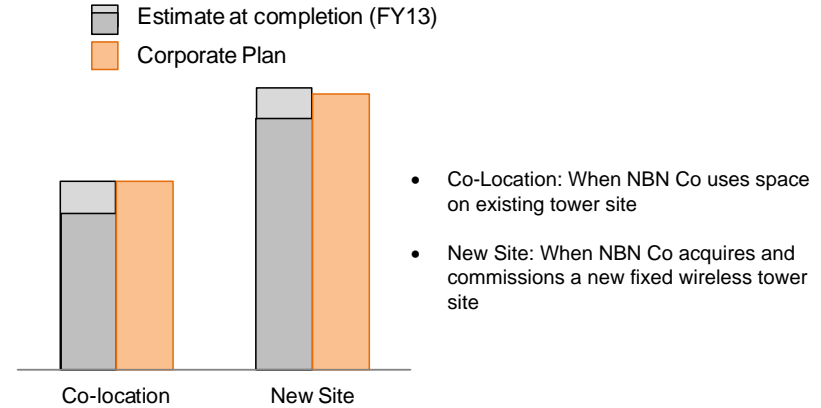 Estimate at completion (FY13)
Corporate Plan
• Co-Location: When NBN Co uses space
on existing tower site
• New Site: When NBN Co acquires and
commissions a new fixed wireless tower
site
Co-location
New Site